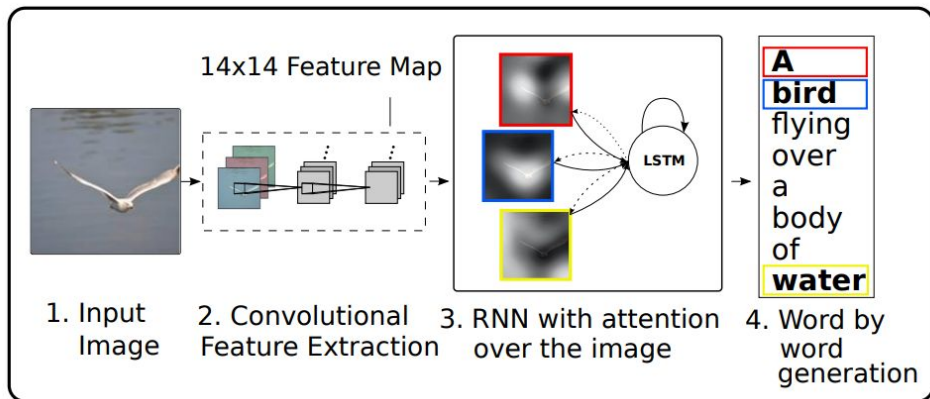 14x14 Feature Map
LSTM
A
bird
flying
over
a
body
of
water
1. Input
Image
2. Convolutional
Feature Extraction
3. RNN with attention
over the image
4. Word by
word
generation